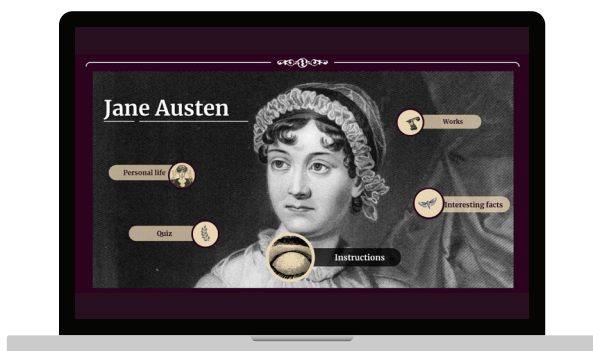 Jane Austen
Works
Personal life
Interesting facts
Quiz
Instructions